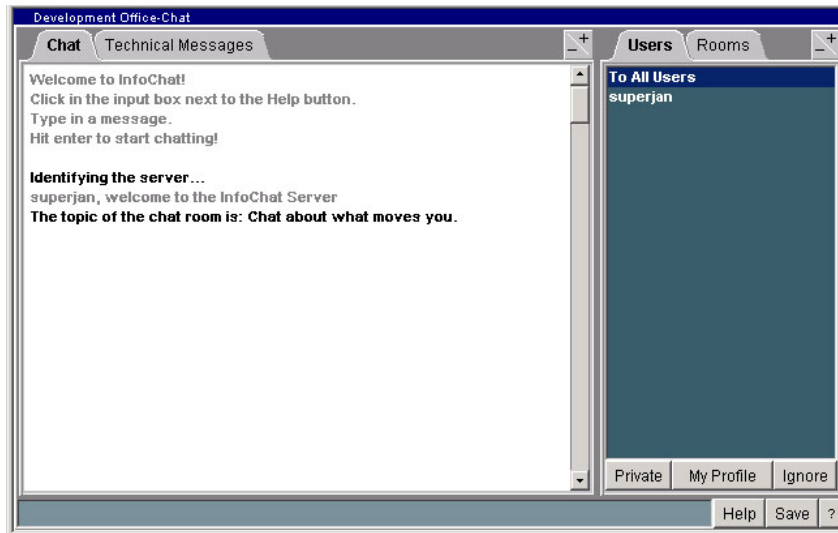 Development Office-Chat
Chat Technical Messages - +
Users Rooms - +
Welcome to InfoChat!
Click in the input box next to the Help button.
Type in a message.
Hit enter to start chatting!
Identifying the server...
superjan, welcome to the InfoChat Server
The topic of the chat room is: Chat about what moves you.
To All Users
superjan
Private My Profile Ignore
Help Save ?